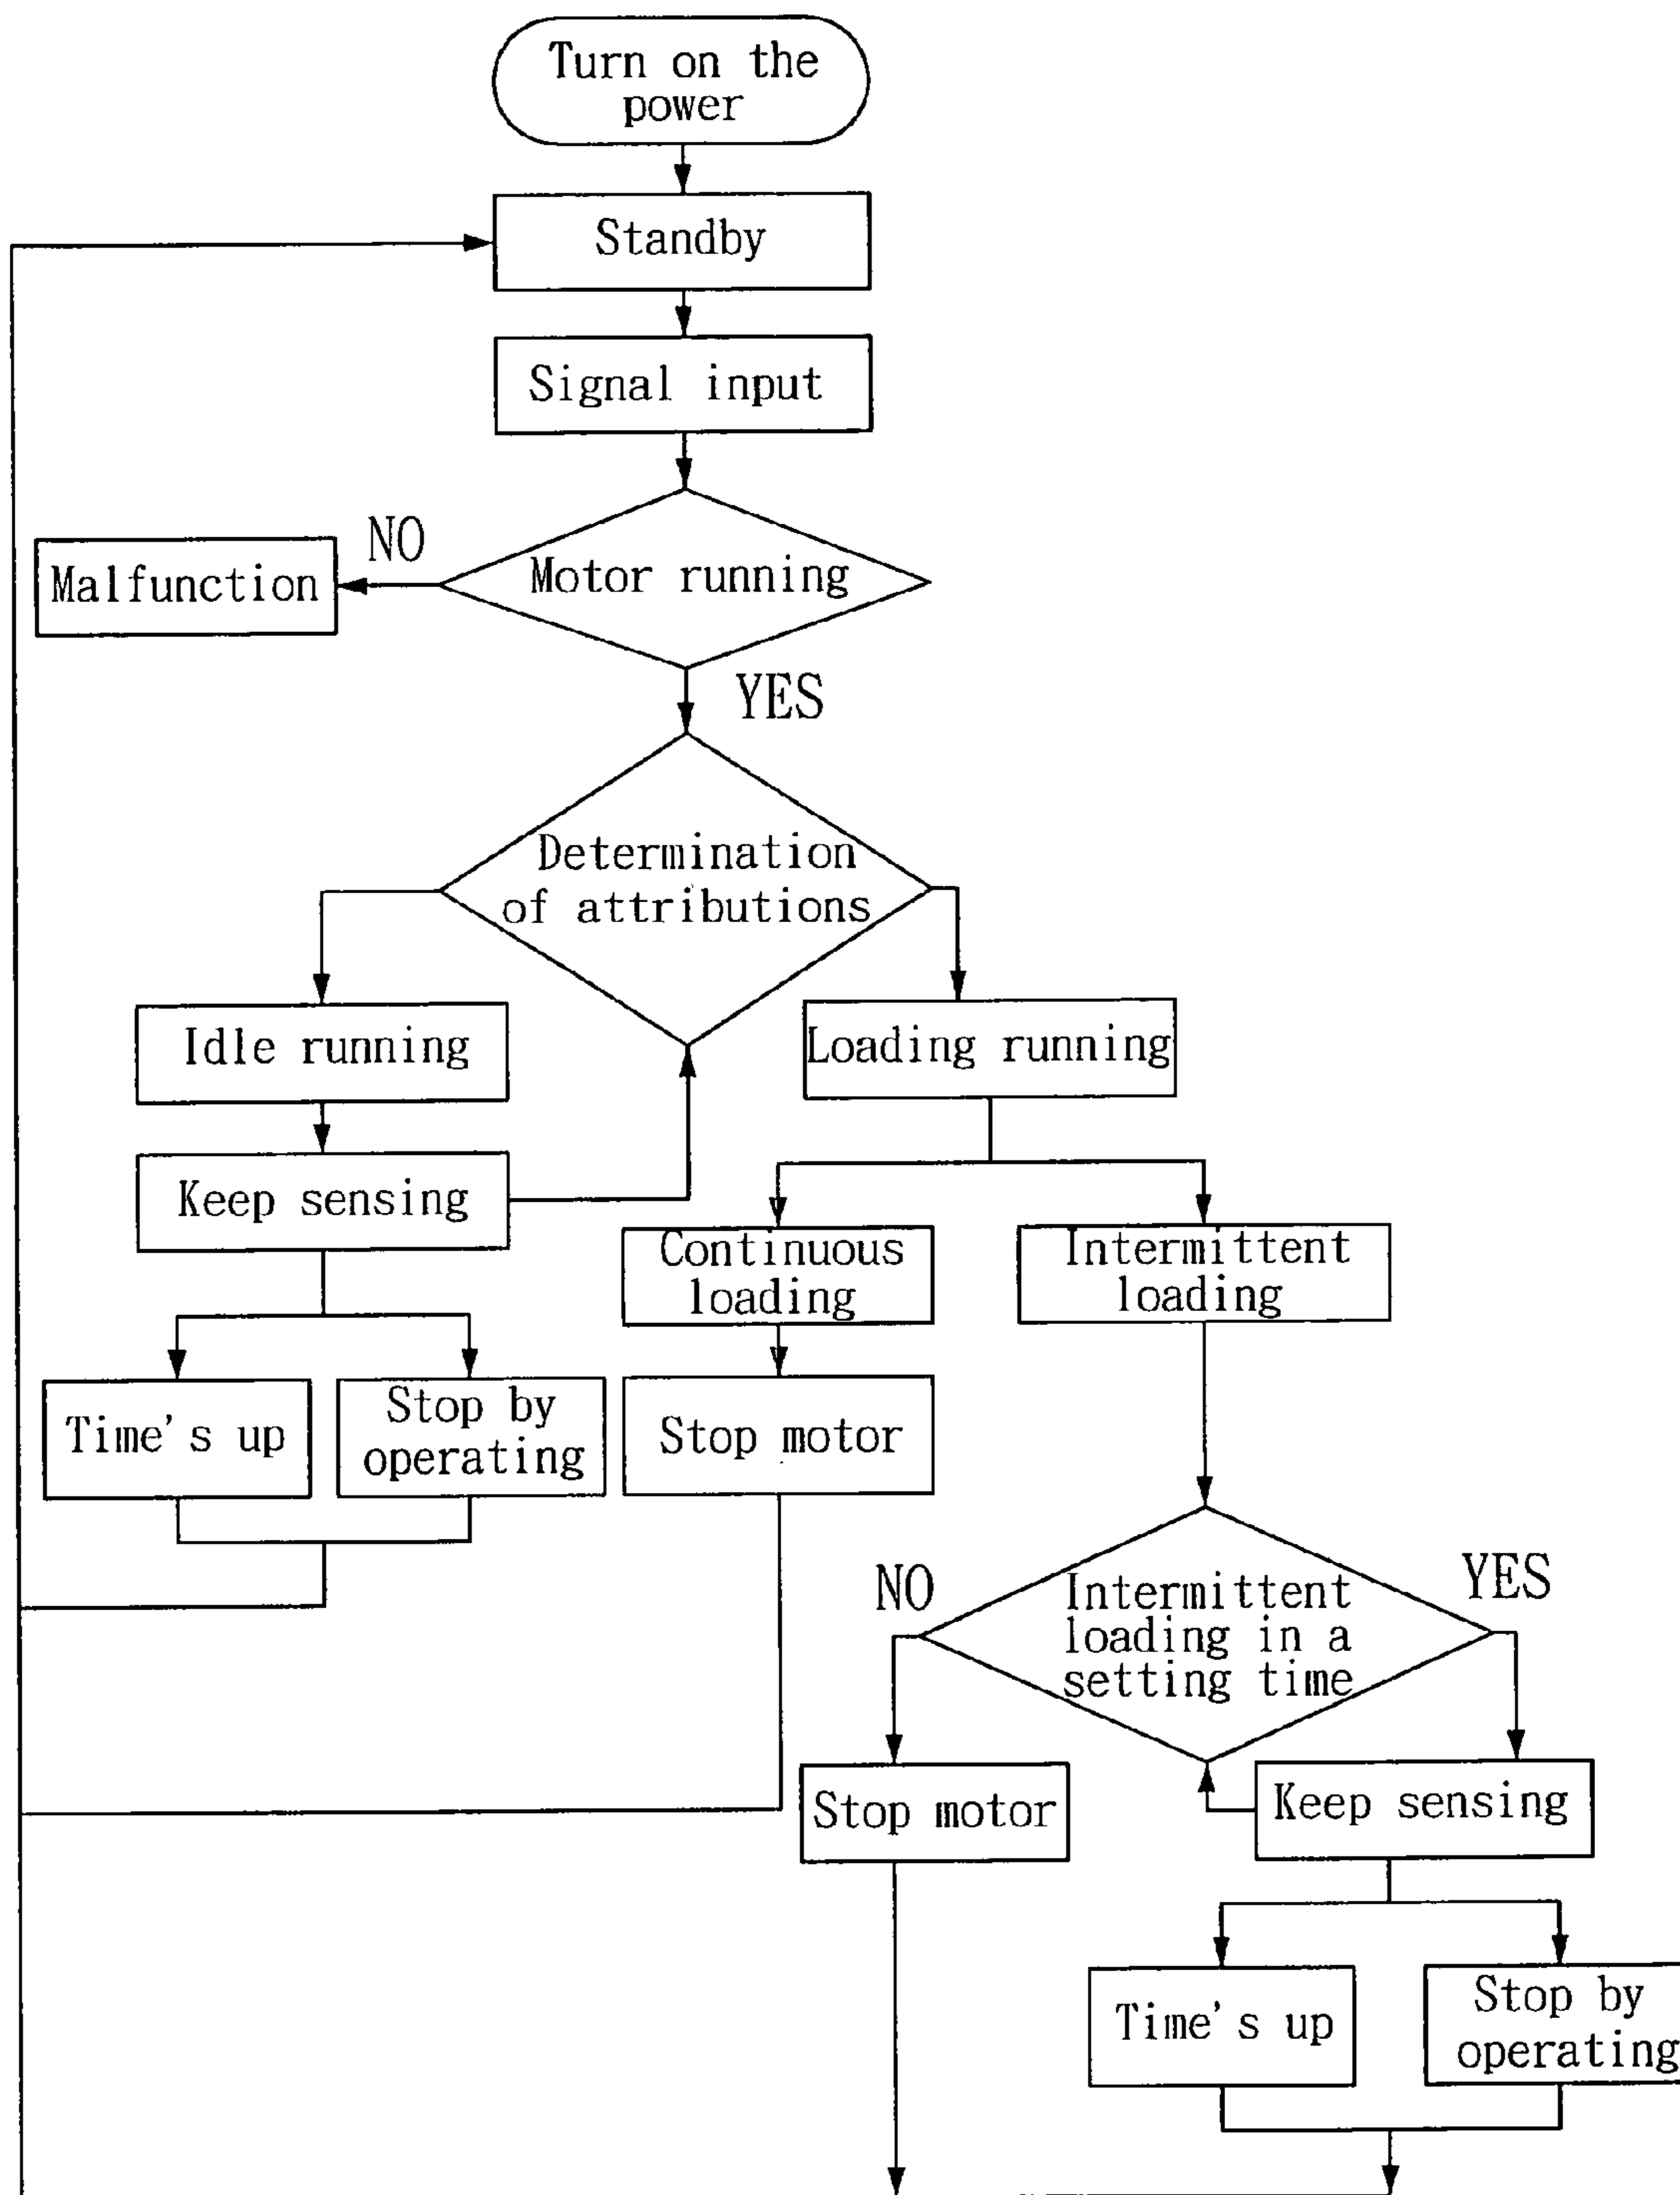 Turn on the
power
Standby
Signal input
NO
Malfunction
Motor running
YES
Determination
of attributions
Idle running
Loading running
Keep sensing
Continuous
loading
Intermittent
loading
Time's up
Stop by
operating
Stop motor
NO
Intermittent
loading in a
setting time
YES
Stop motor
Keep sensing
Time's up
Stop by
operating